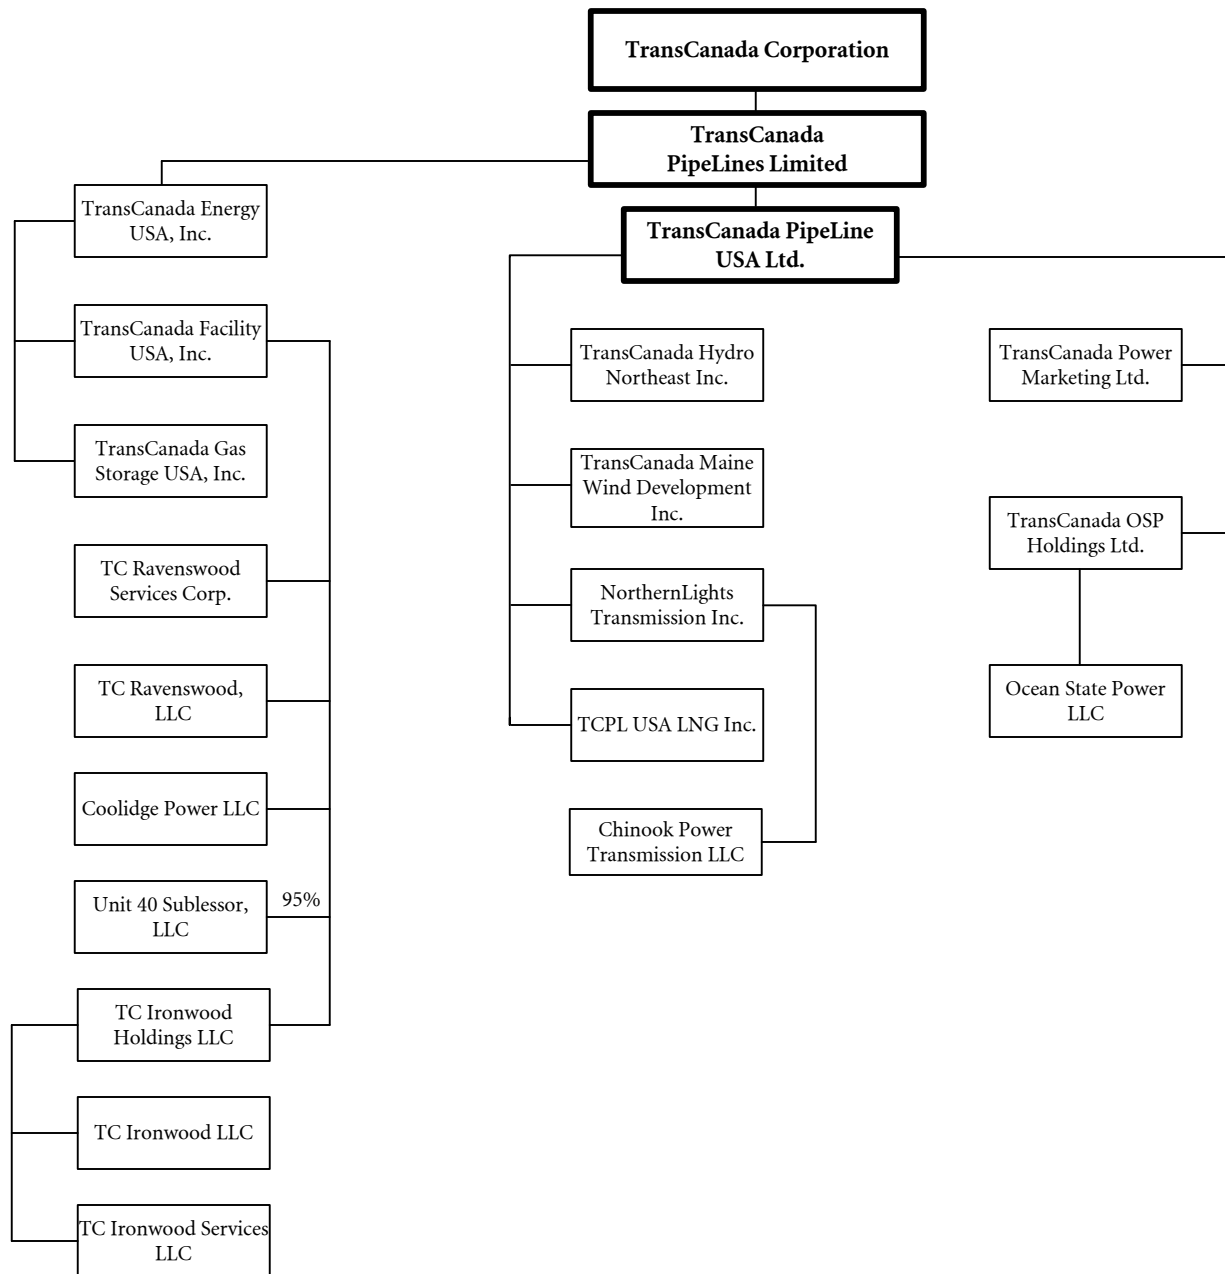 TransCanada Corporation
TransCanada
PipeLines Limited
TransCanada PipeLine
USA Ltd.
TransCanada Energy
USA, Inc.
TransCanada Facility
USA, Inc.
TransCanada Gas
Storage USA, Inc.
TC Ravenswood
Services Corp.
TC Ravenswood,
LLC
Coolidge Power LLC
Unit 40 Sublessor,
LLC
95%
TC Ironwood
Holdings LLC
TC Ironwood LLC
TC Ironwood Services
LLC
TransCanada Hydro
Northeast Inc.
TransCanada Maine
Wind Development
Inc.
NorthernLights
Transmission Inc.
TCPL USA LNG Inc.
Chinook Power
Transmission LLC
TransCanada Power
Marketing Ltd.
TransCanada OSP
Holdings Ltd.
Ocean State Power
LLC